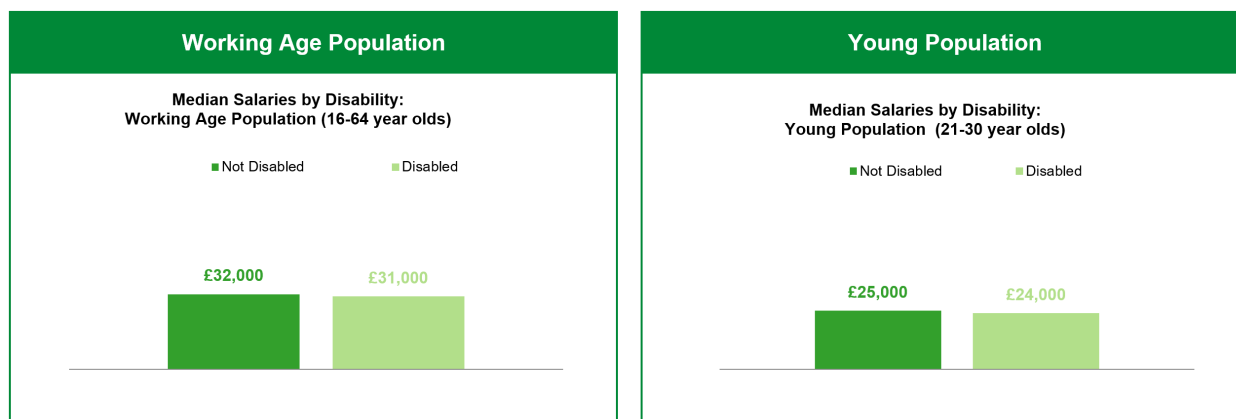 Working Age Population
Median Salaries by Disability:
Working Age Population (16-64 year olds)
Not Disabled
Disabled
£32,000
£31,000
Young Population
Median Salaries by Disability:
Young Population (21-30 year olds)
Not Disabled
Disabled
£25,000
£24,000